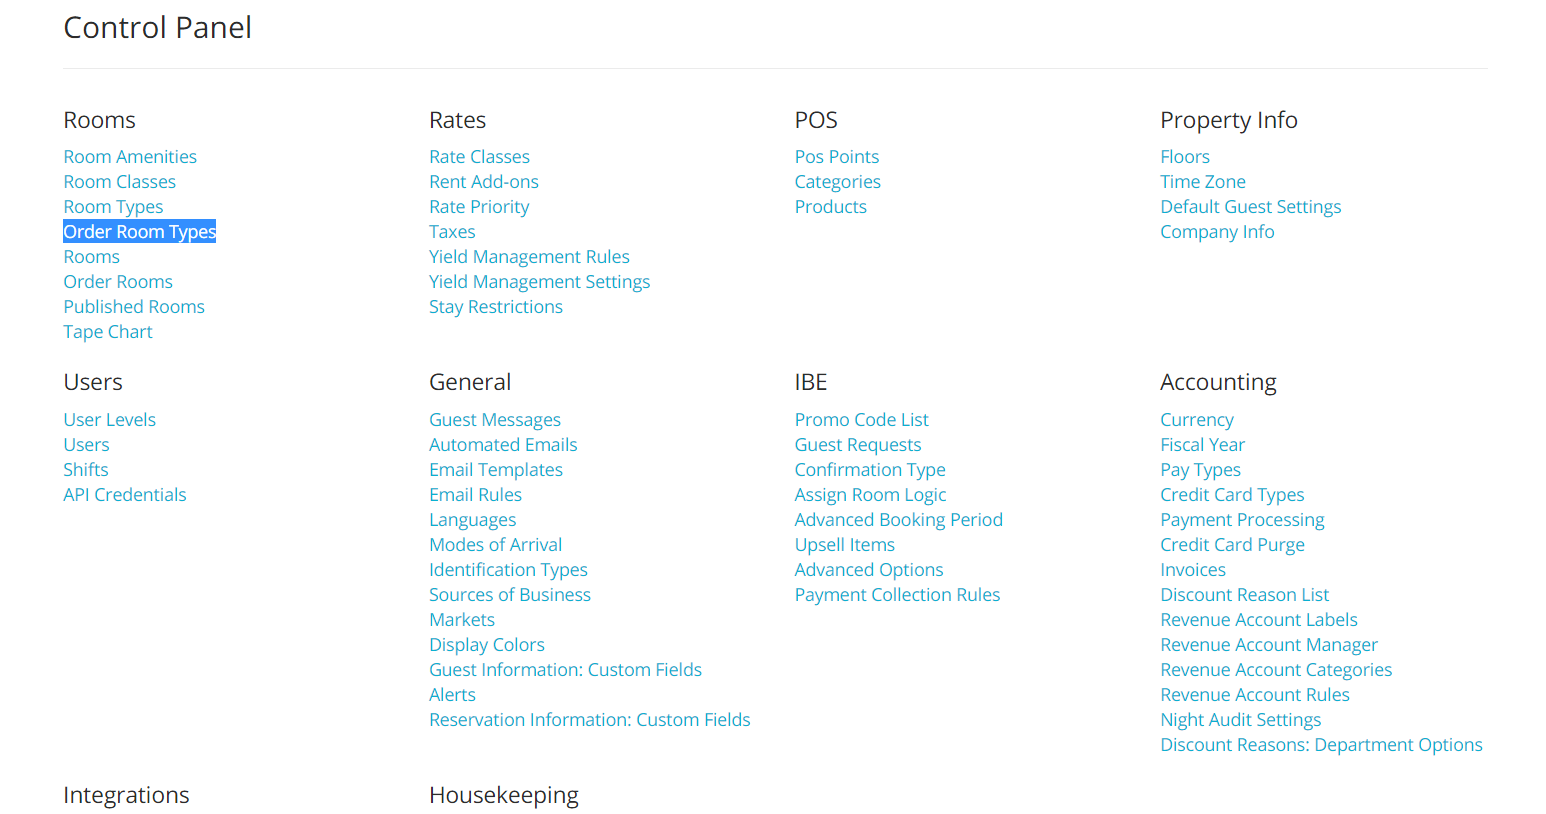 Control Panel
Rooms
Room Amenities
Room Classes
Room Types
Order Room Types
Rooms
Order Rooms
Published Rooms
Tape Chart
Rates
Rate Classes
Rent Add-ons
Rate Priority
Taxes
Yield Management Rules
Yield Management Settings
Stay Restrictions
POS
Pos Points
Categories
Products
Property Info
Floors
Time Zone
Default Guest Settings
Company Info
Users
User Levels
Users
Shifts
API Credentials
General
Guest Messages
Automated Emails
Email Templates
Email Rules
Languages
Modes of Arrival
Identification Types
Sources of Business
Markets
Display Colors
Guest Information: Custom Fields
Alerts
Reservation Information: Custom Fields
IBE
Promo Code List
Guest Requests
Confirmation Type
Assign Room Logic
Advanced Booking Period
Upsell Items
Advanced Options
Payment Collection Rules
Accounting
Currency
Fiscal Year
Pay Types
Credit Card Types
Payment Processing
Credit Card Purge
Invoices
Discount Reason List
Revenue Account Labels
Revenue Account Manager
Revenue Account Categories
Revenue Account Rules
Night Audit Settings
Discount Reasons: Department Options
Integrations
Housekeeping